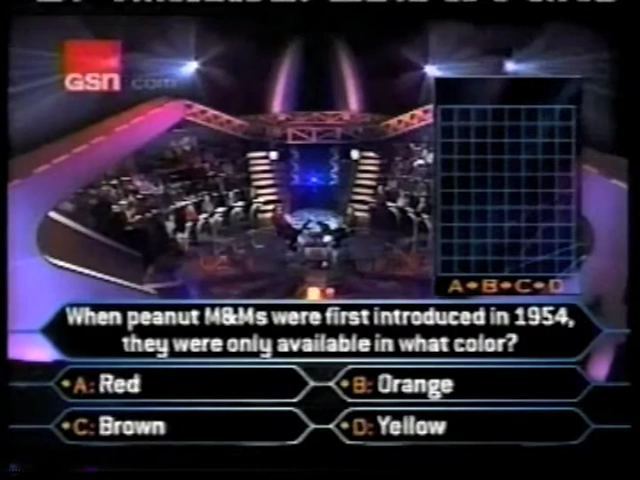 GSN.com
A♦B♦C♦D
When peanut M&Ms were first introduced in 1954,
they were only available in what color?
♦A: Red
♦B: Orange
♦C: Brown
♦D: Yellow